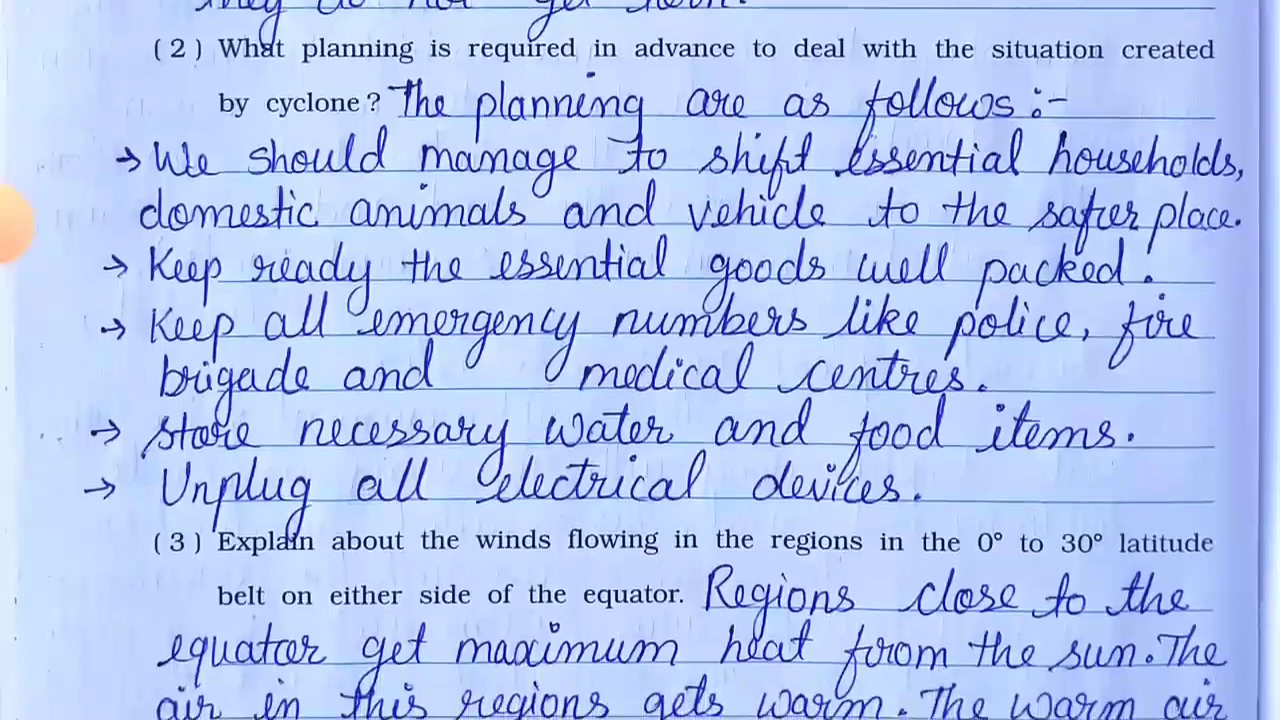 They do not get torn.
(2) What planning is required in advance to deal with the situation created
by cyclone? The planning are as follows :-
→ We should manage to shift essential households,
domestic animals and vehicle to the safer place.
→ Keep ready the essential goods well packed.
→ Keep all emergency numbers like police, fire
brigade and medical centres.
→ Store necessary water and food items.
→ Unplug all electrical devices.
(3) Explain about the winds flowing in the regions in the 0° to 30° latitude
belt on either side of the equator. Regions close to the
equator get maximum heat from the sun. The
air in this regions gets warm. The warm air